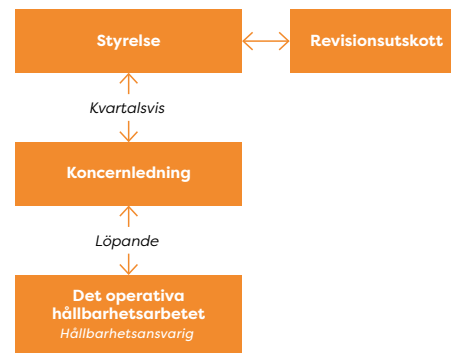 Styrelse
Revisionsutskott
Kvartalsvis
Koncernledning
Löpande
Det operativa
hållbarhetsarbetet
Hållbarhetsansvarig